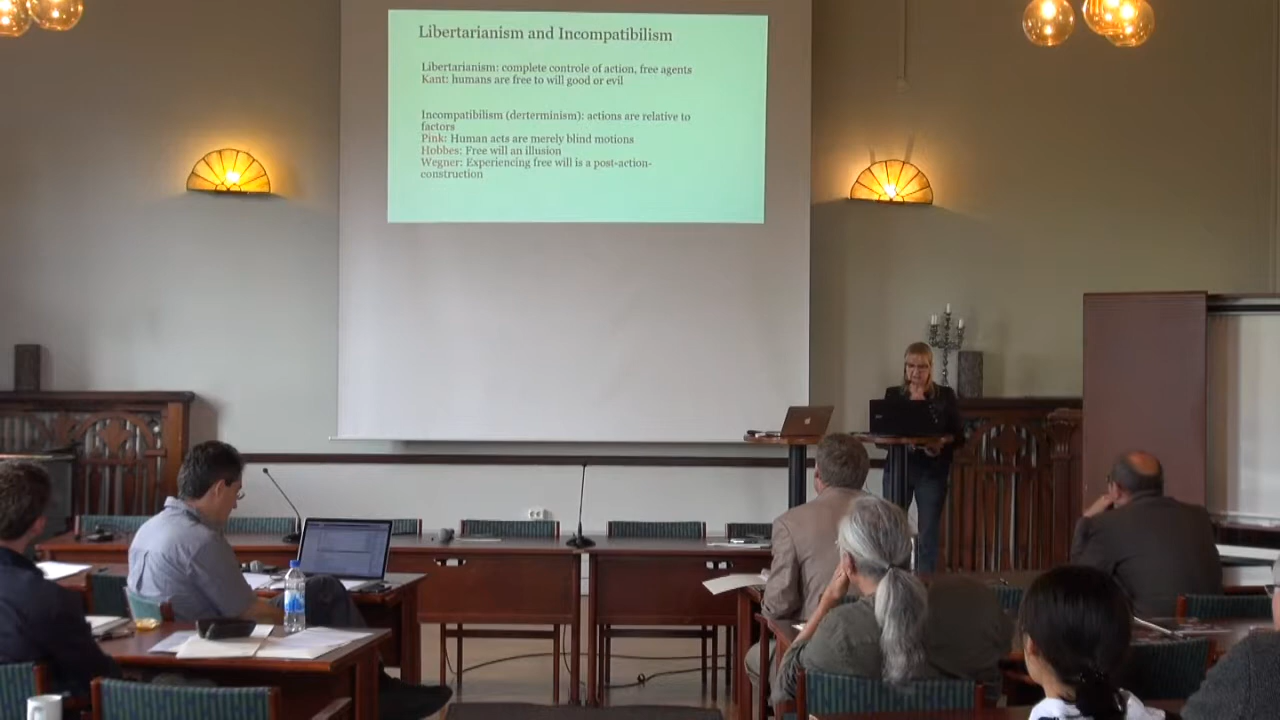 Libertarianism and Incompatibilism
Libertarianism: complete controle of action, free agents
Kant: humans are free to will good or evil
Incompatibilism (derterminism): actions are relative to
factors
Pink: Human acts are merely blind motions
Hobbes: Free will an illusion
Wegner: Experiencing free will is a post-action-
construction